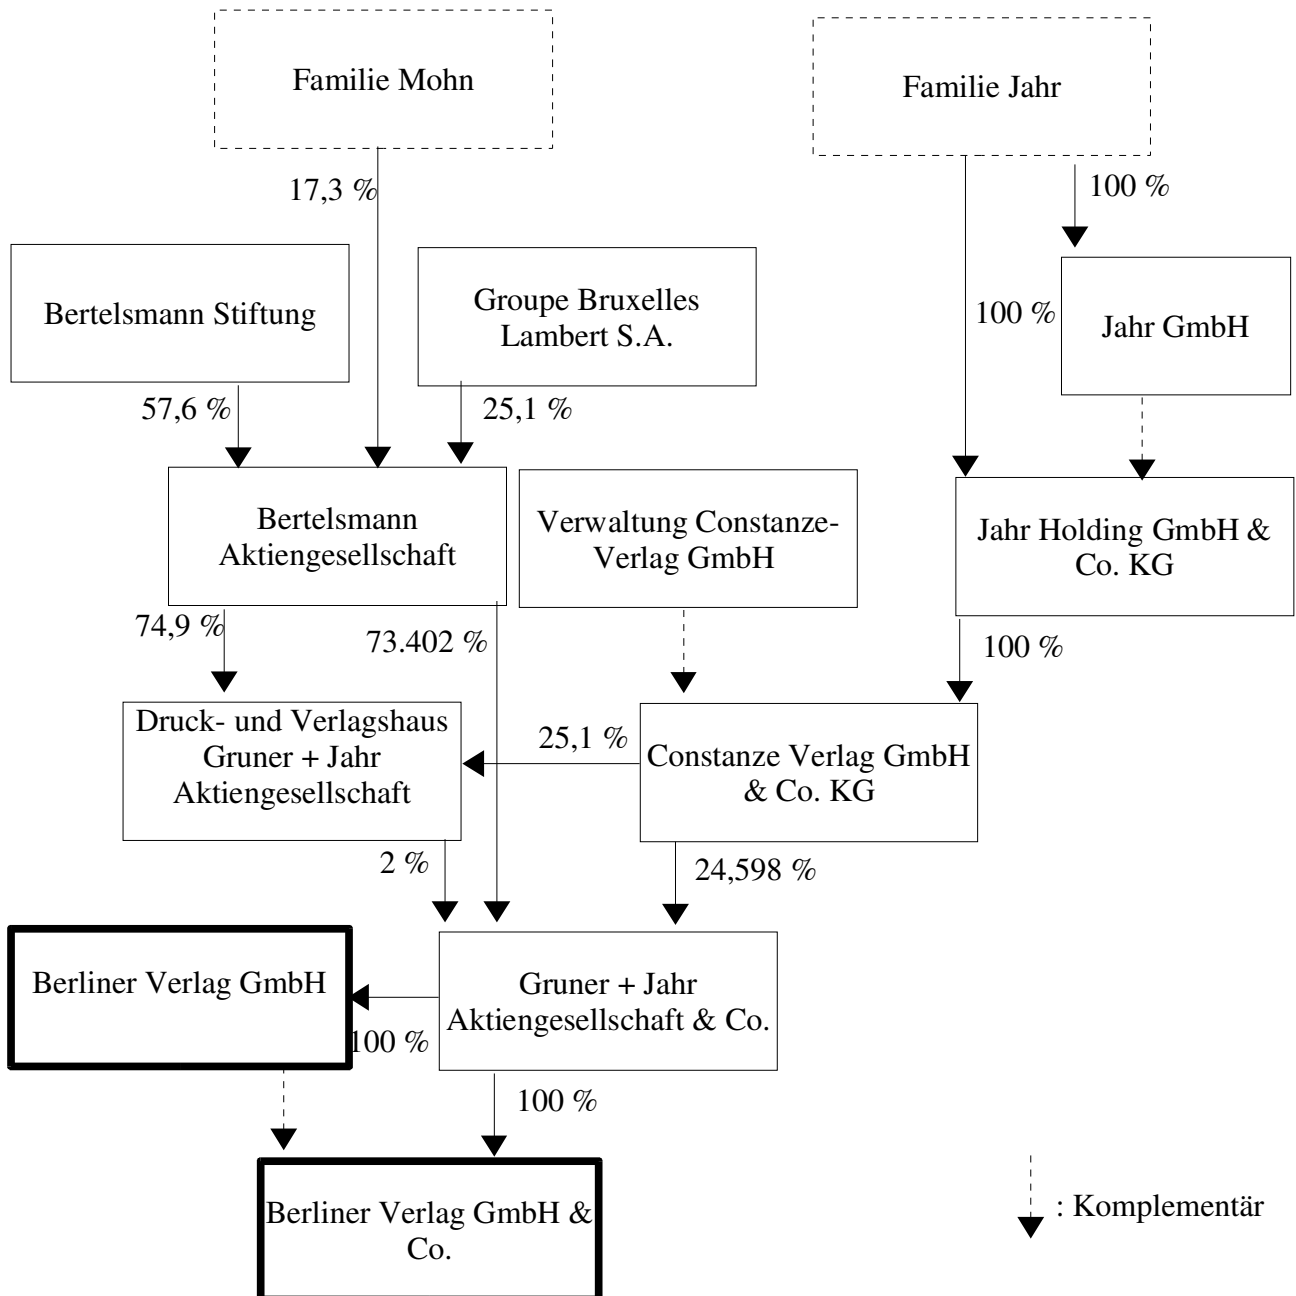 Familie Mohn
Familie Jahr
17,3 %
100 %
Bertelsmann Stiftung
Groupe Bruxelles
Lambert S.A.
100 %
Jahr GmbH
57,6 %
25,1 %
Bertelsmann
Aktiengesellschaft
Verwaltung Constanze-
Verlag GmbH
Jahr Holding GmbH &
Co. KG
74,9 %
73.402 %
100 %
Druck- und Verlagshaus
Gruner + Jahr
Aktiengesellschaft
25,1 %
Constanze Verlag GmbH
& Co. KG
2 %
24,598 %
Berliner Verlag GmbH
Gruner + Jahr
Aktiengesellschaft & Co.
100 %
100 %
Berliner Verlag GmbH &
Co.
: Komplementär